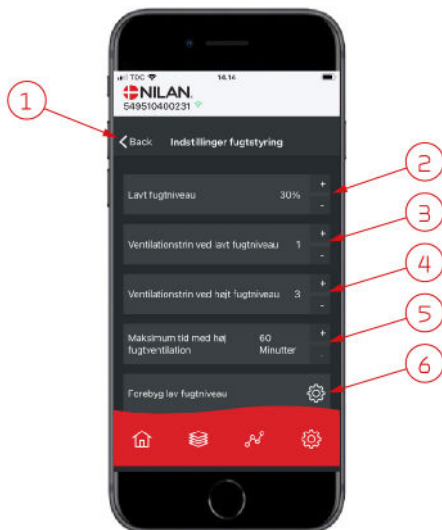 TDC
14.14
NILAN.
549510400231
1
Back
Indstillinger fugtstyring
2
Lavt fugtniveau 30% + -
3
Ventilationstrin ved lavt fugtniveau 1 + -
4
Ventilationstrin ved højt fugtniveau 3 + -
5
Maksimum tid med høj 60 + -
fugtventilation Minutter
6
Forebyg lav fugtniveau